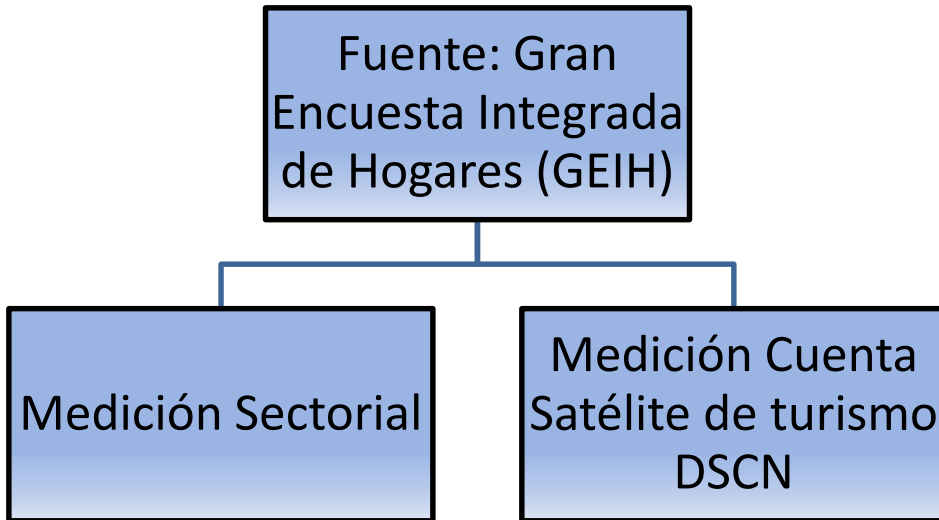 Fuente: Gran
Encuesta Integrada
de Hogares (GEIH)
Medición Sectorial
Medición Cuenta
Satélite de turismo
DSCN